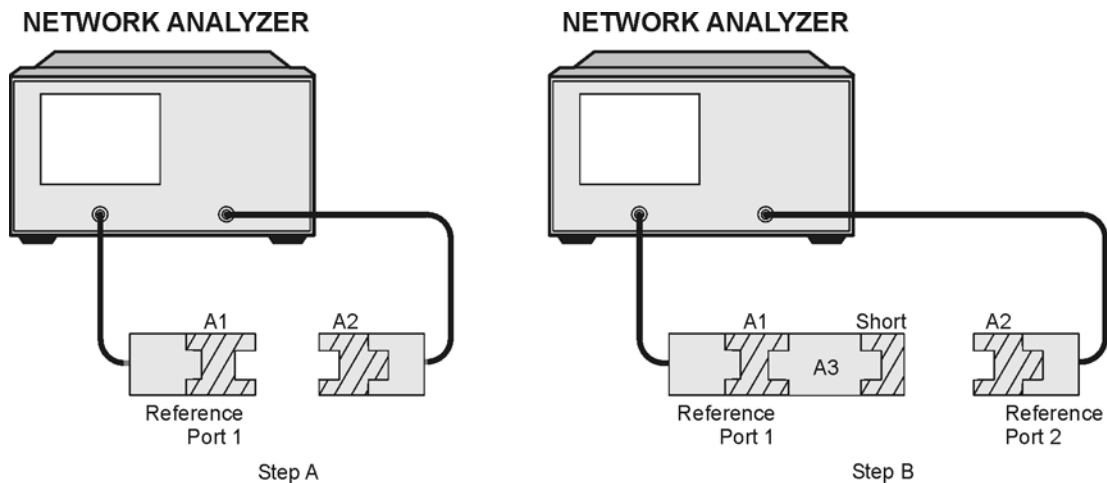 NETWORK ANALYZER
A1
A2
Reference
Port 1
Step A
NETWORK ANALYZER
A1
Short
A2
A3
Reference
Port 1
Reference
Port 2
Step B